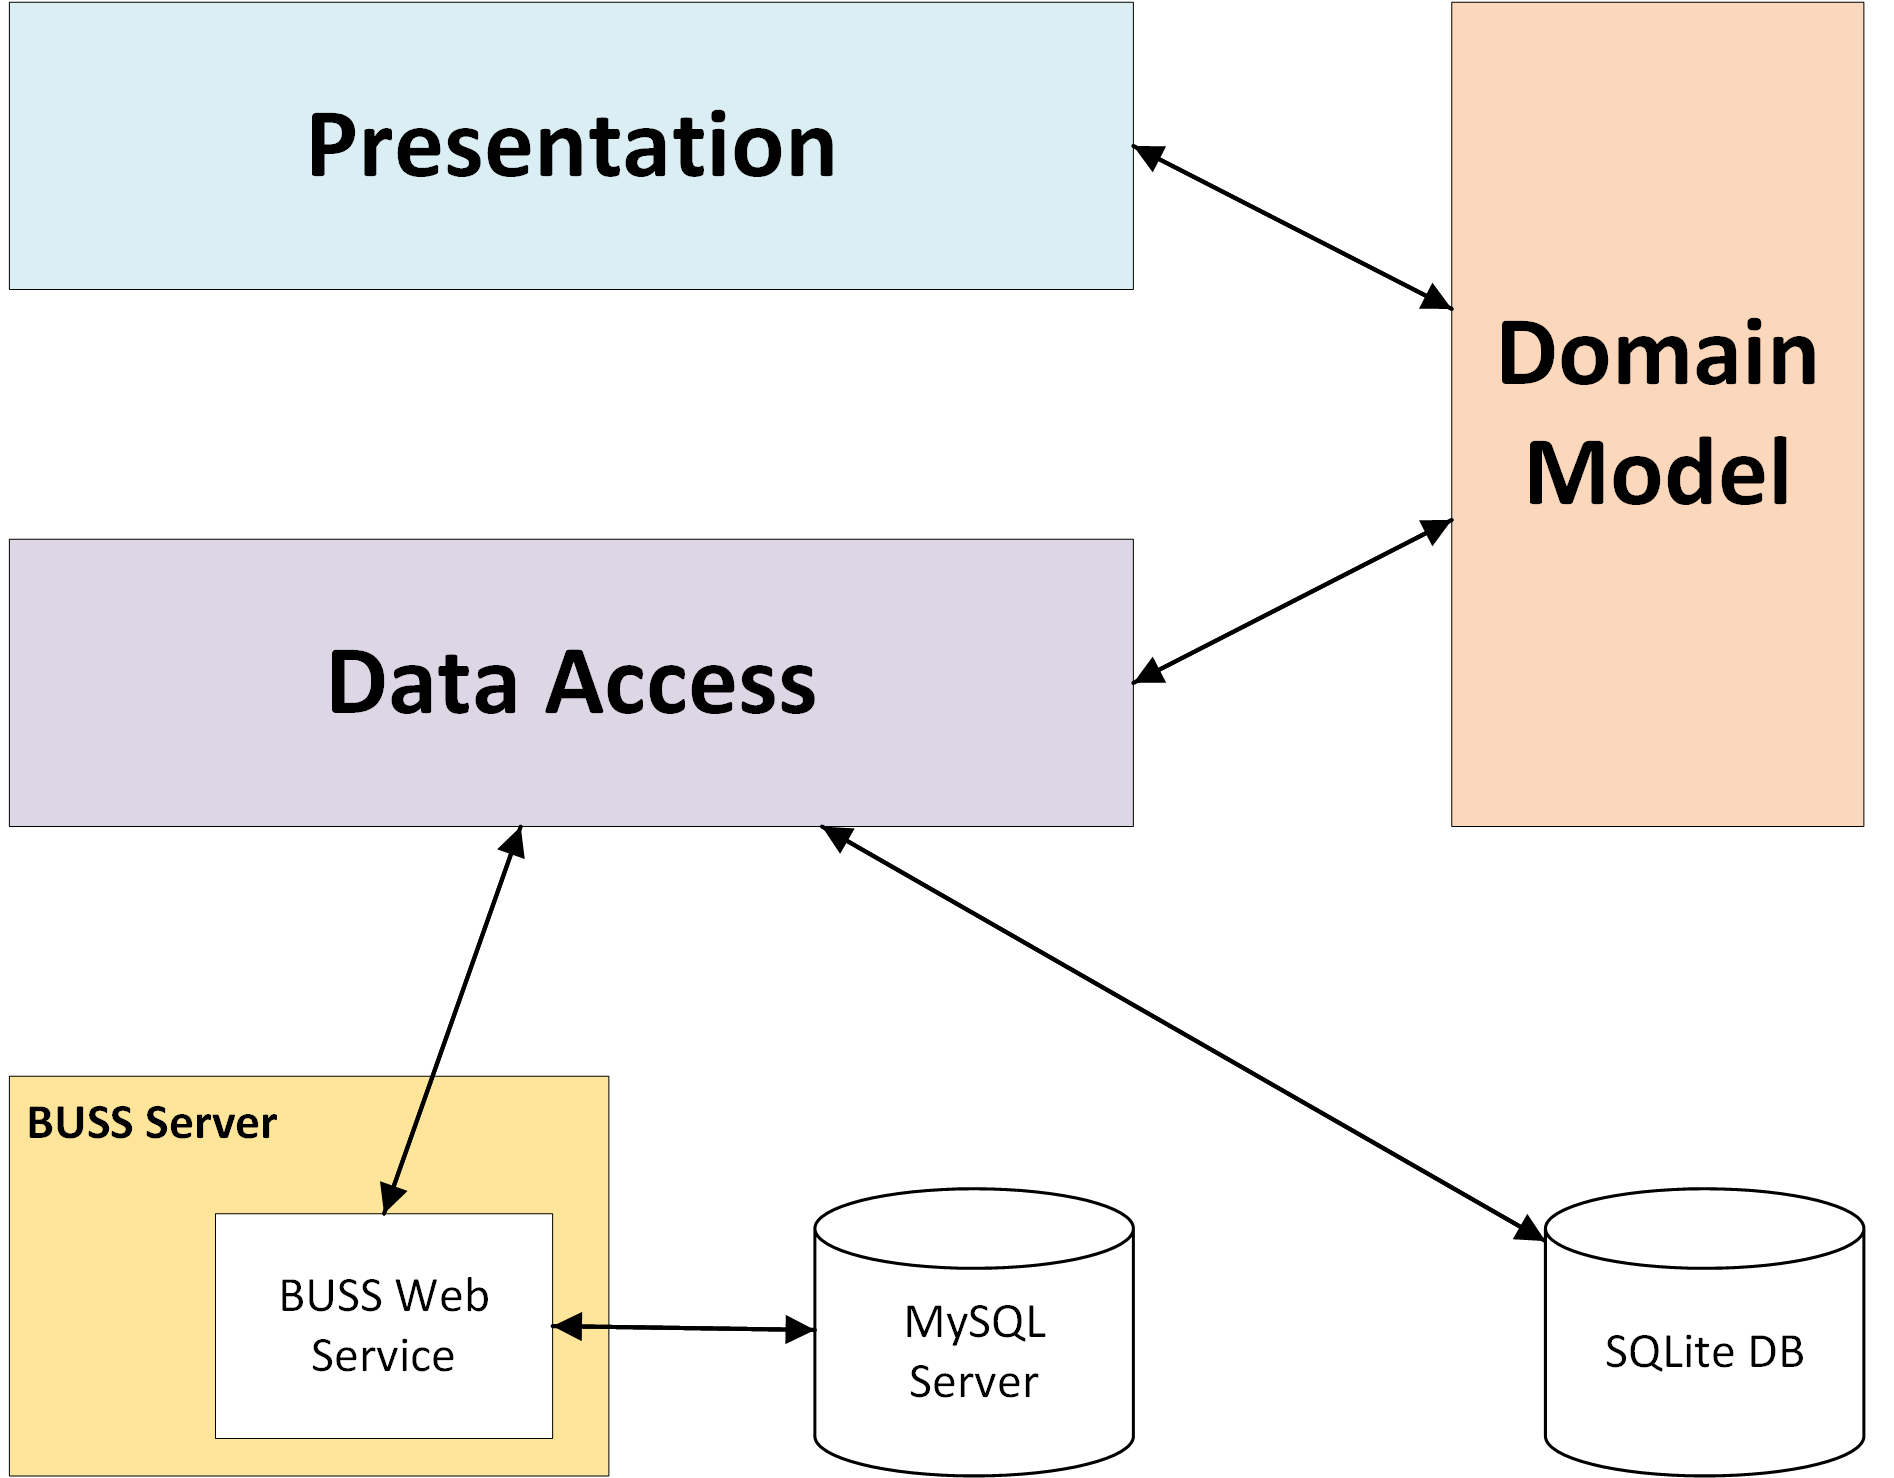 Presentation
Domain
Model
Data Access
BUSS Server
BUSS Web
Service
MySQL
Server
SQLite DB